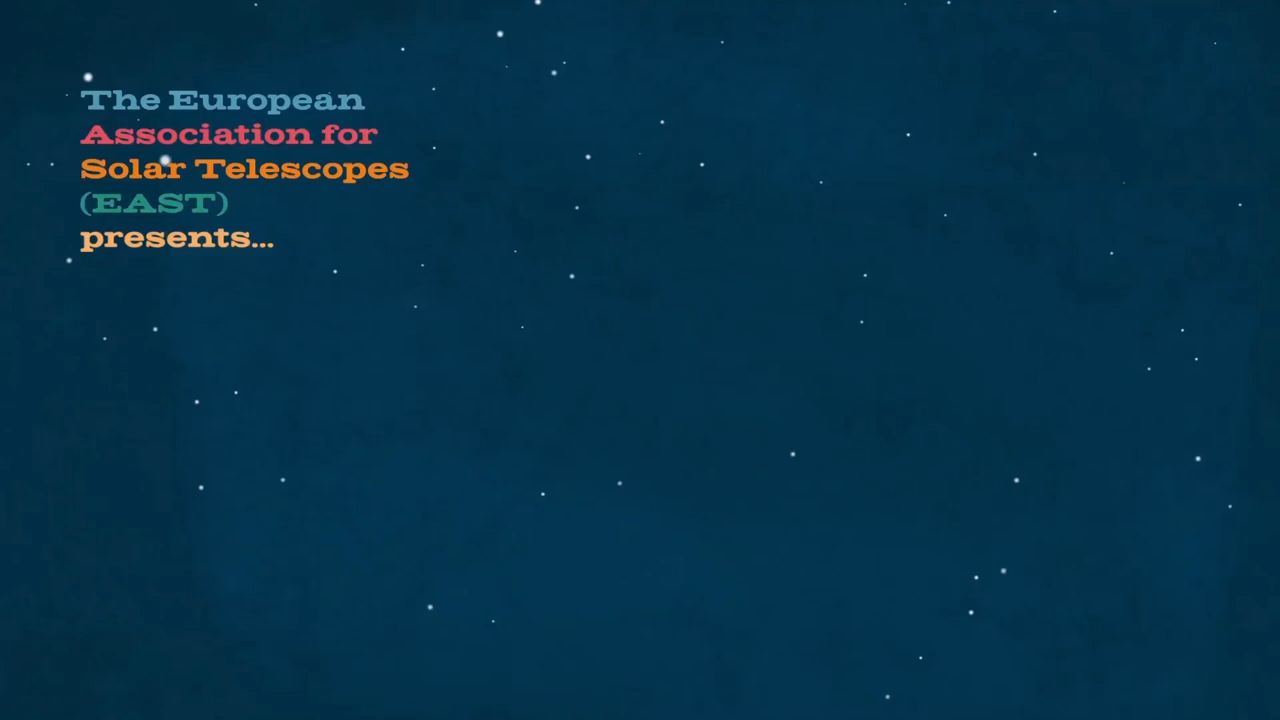 The European
Association for
Solar Telescopes
(EAST)
presents...